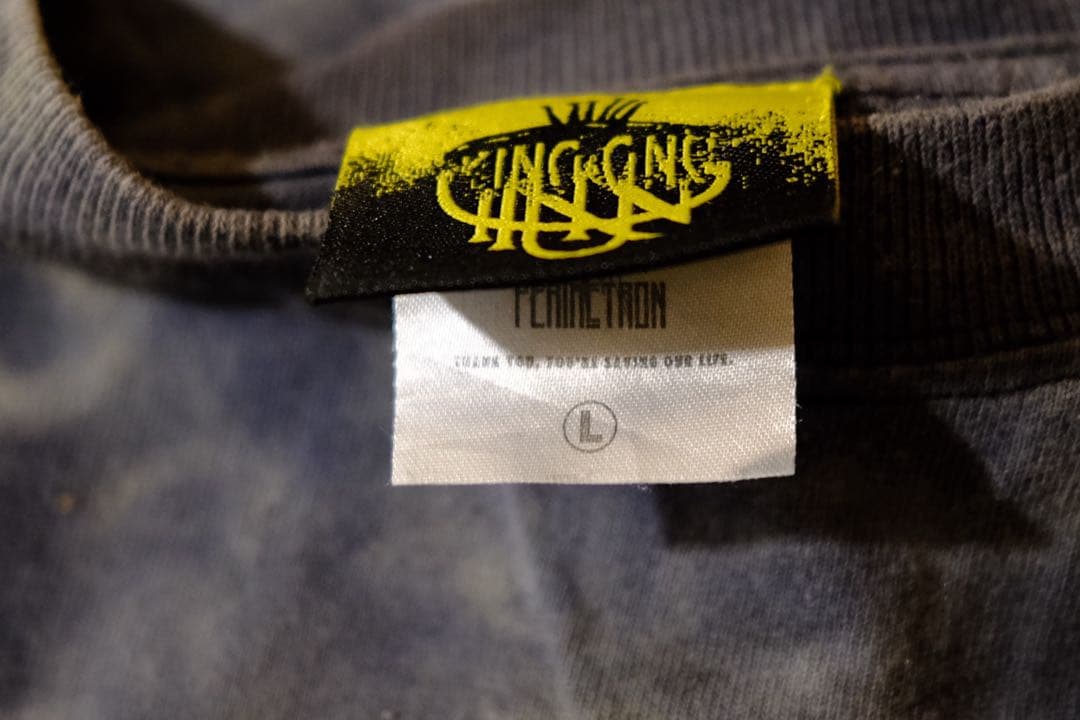 KING GNU
PERIMETRON
THANK YOU, YOU'RE SAVING OUR LIFE.
L